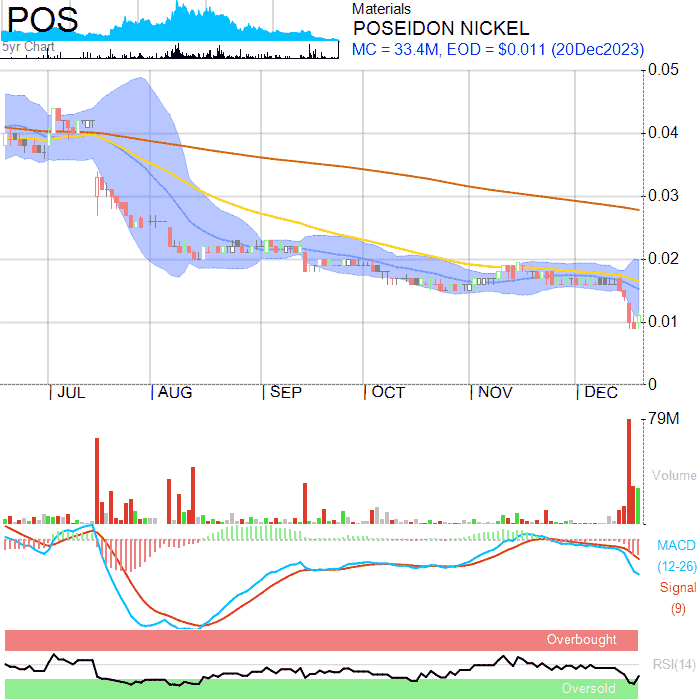 POS
5yr Chart
Materials
POSEIDON NICKEL
MC = 33.4M, EOD = $0.011 (20Dec2023)
0.05
0.04
0.03
0.02
0.01
0
JUL
AUG
SEP
OCT
NOV
DEC
79M
Volume
MACD
(12-26)
Signal
(9)
Overbought
RSI(14)
Oversold